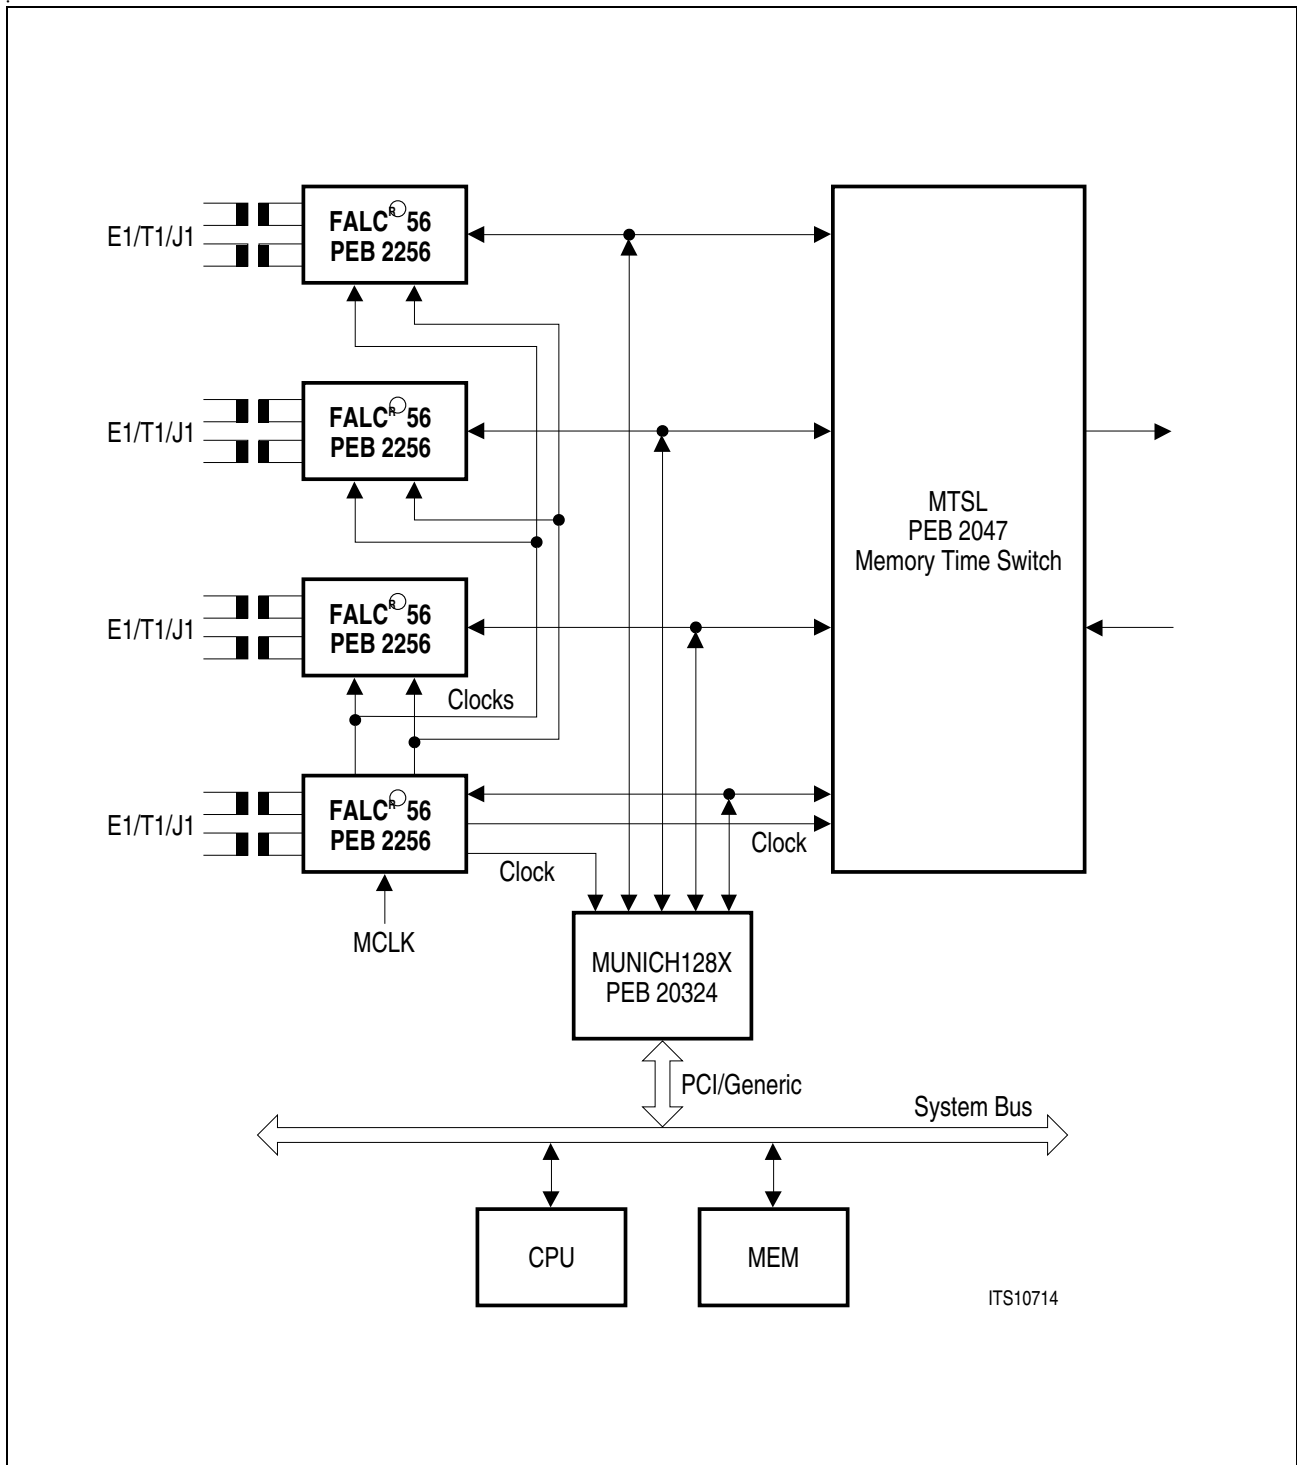 E1/T1/J1
FALC® 56
PEB 2256
E1/T1/J1
FALC® 56
PEB 2256
MTSL
PEB 2047
Memory Time Switch
E1/T1/J1
FALC® 56
PEB 2256
Clocks
E1/T1/J1
FALC® 56
PEB 2256
Clock
Clock
MCLK
MUNICH128X
PEB 20324
PCI/Generic
System Bus
CPU
MEM
ITS10714